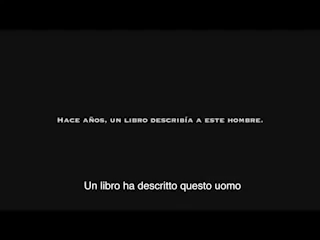 Hace años, un libro describía a este hombre.
Un libro ha descritto questo uomo